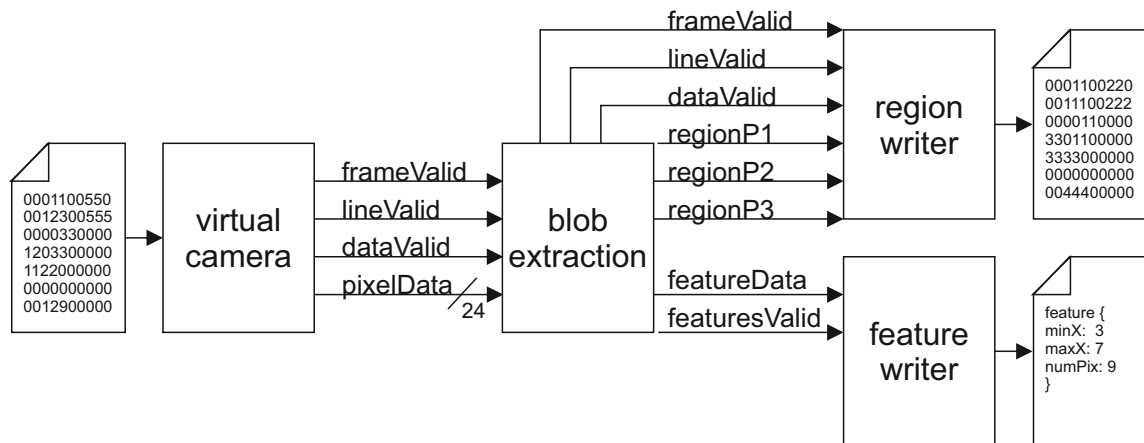 0001100550
0012300555
0000330000
1203300000
1122000000
0000000000
0012900000
virtual
camera
frameValid
lineValid
dataValid
pixelData
24
blob
extraction
frameValid
lineValid
dataValid
regionP1
regionP2
regionP3
featureData
featuresValid
region
writer
feature
writer
0001100220
0011100222
0000110000
3301100000
3333000000
0000000000
0044400000
feature {
minX: 3
maxX: 7
numPix: 9
}